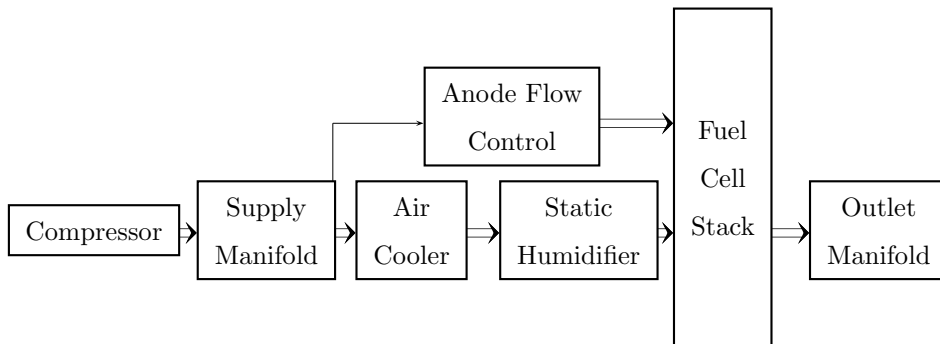 Anode Flow
Control
Fuel
Cell
Stack
Compressor
Supply
Manifold
Air
Cooler
Static
Humidifier
Outlet
Manifold